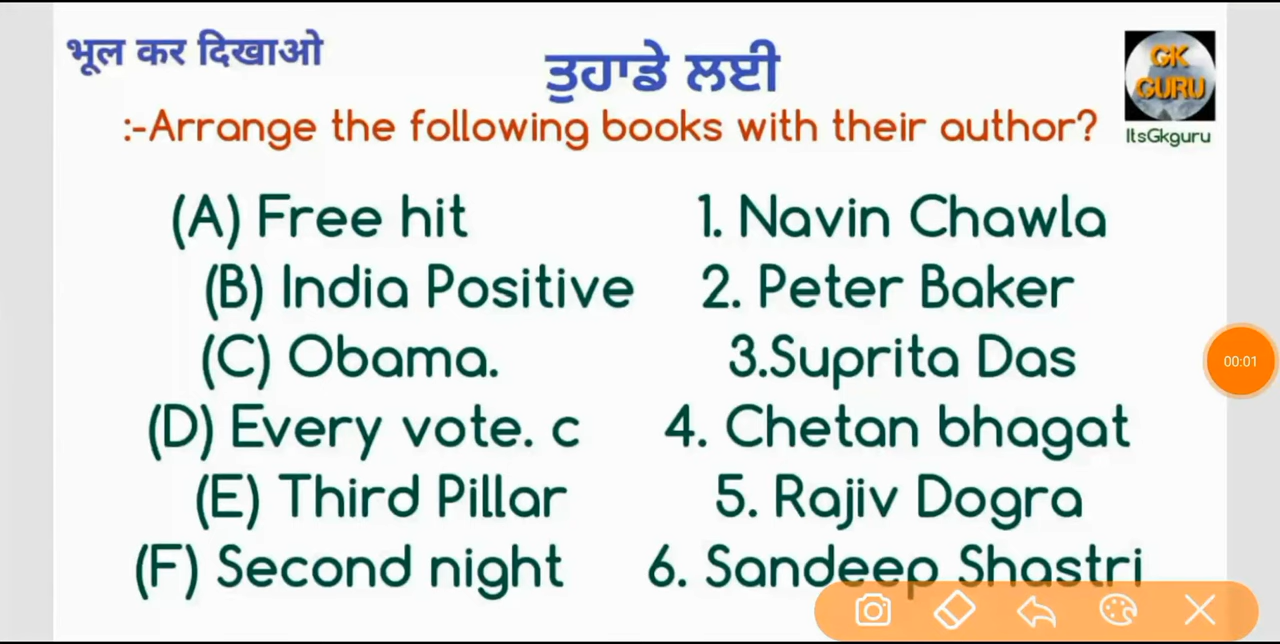 भूल कर दिखाओ
ਤੁਹਾਡੇ ਲਈ
GK
GURU
ItsGkguru
:-Arrange the following books with their author?
(A) Free hit 1. Navin Chawla
(B) India Positive 2. Peter Baker
(C) Obama. 3.Suprita Das
(D) Every vote. c 4. Chetan bhagat
(E) Third Pillar 5. Rajiv Dogra
(F) Second night 6. Sandeep Shastri
00:01